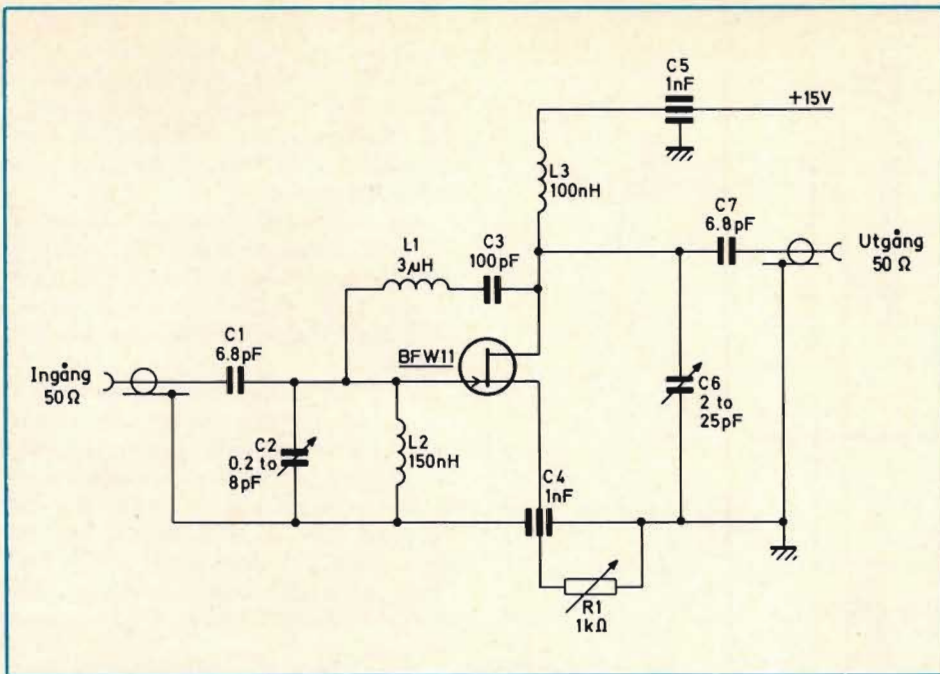 C5
1nF
+15V
L3
100nH
C7
6.8pF
Utgång
50 Ω
L1
3µH
C3
100pF
C1
6.8pF
BFW11
Ingång
50 Ω
C6
2 to
25pF
L2
150nH
C2
0.2 to
8pF
C4
1nF
R1
1kΩ